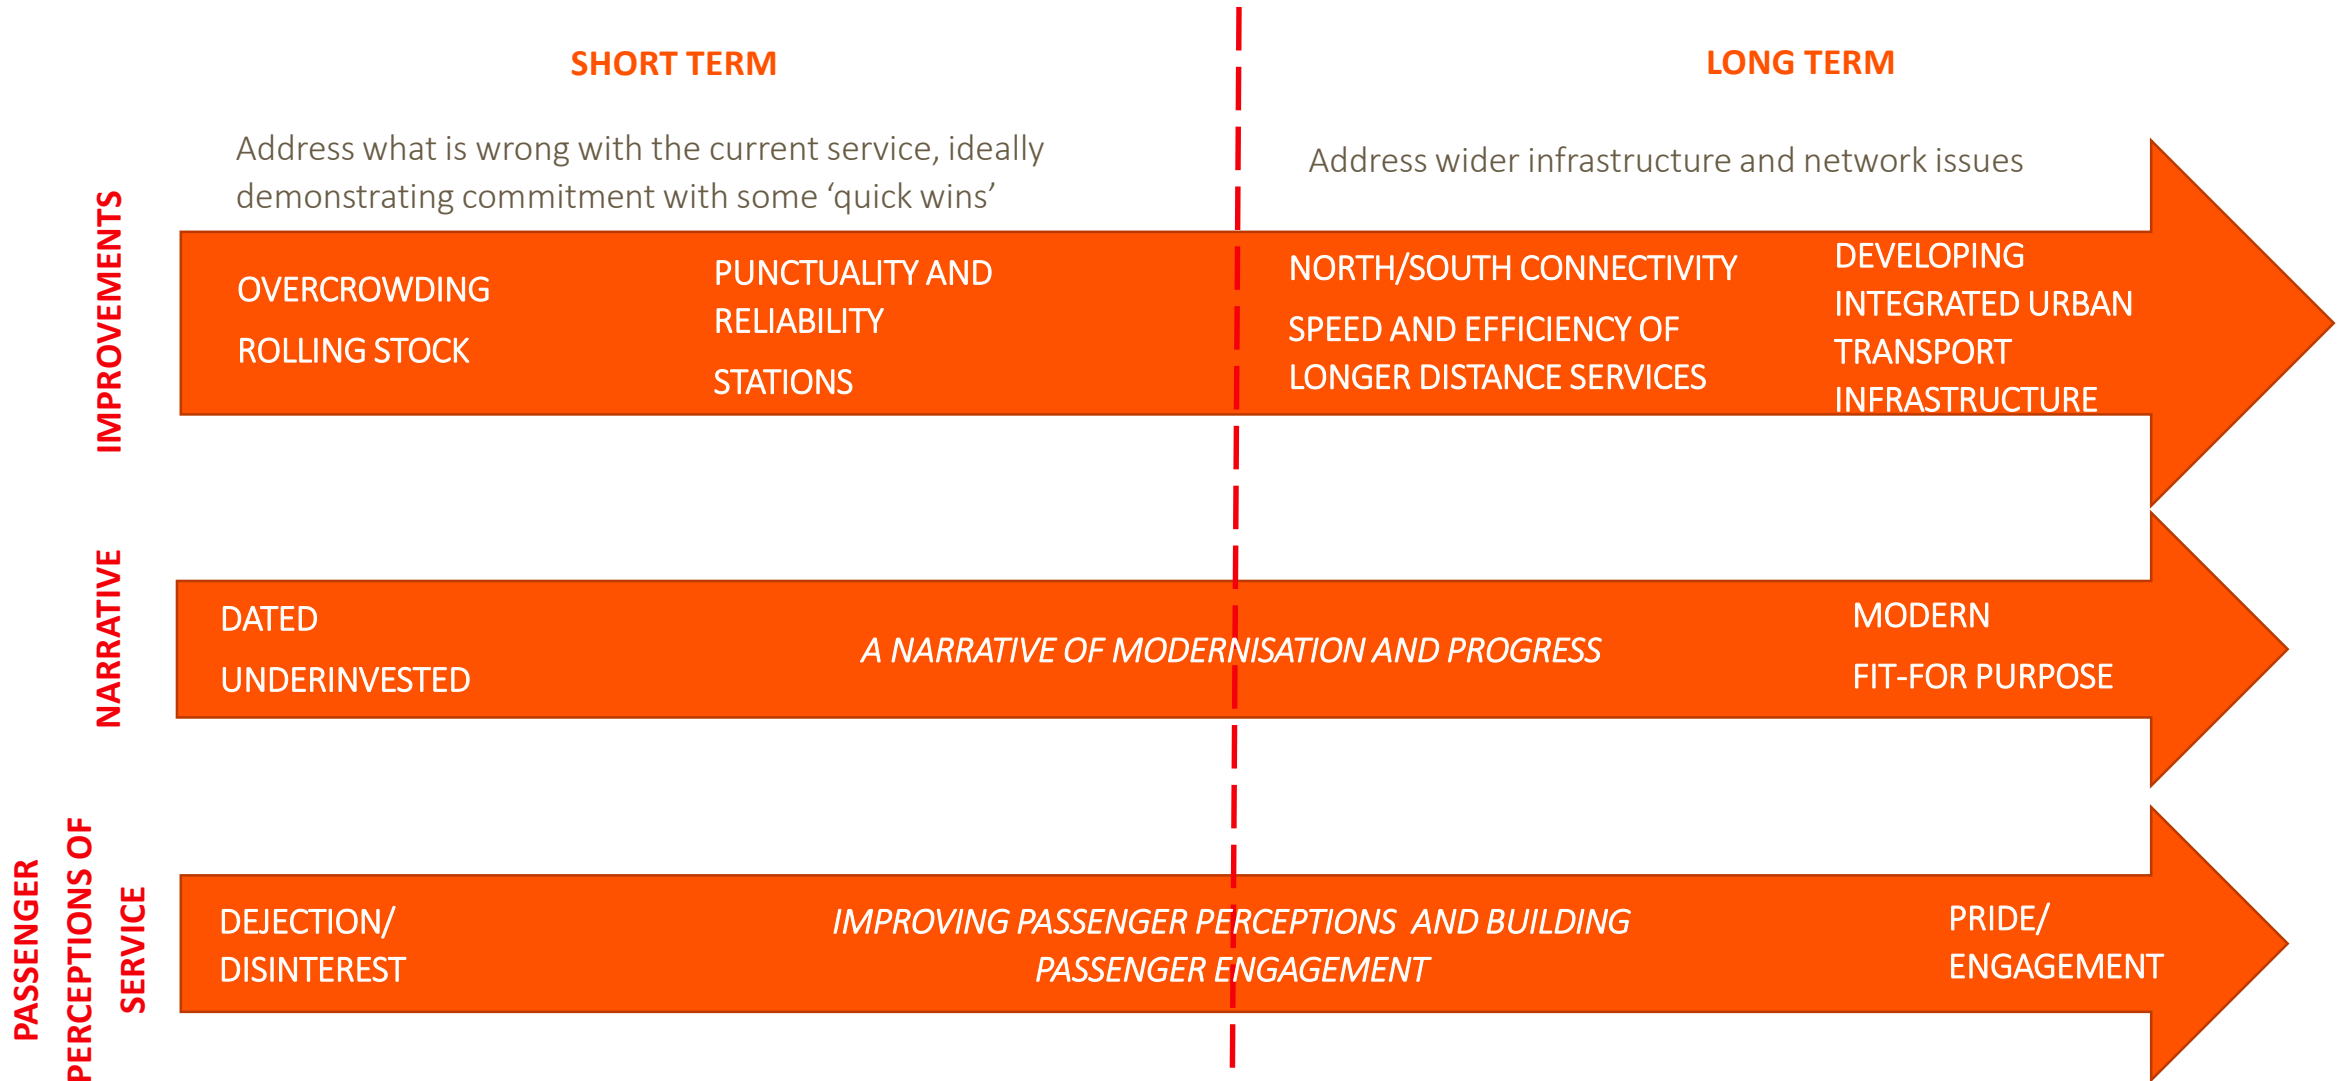 SHORT TERM
LONG TERM
Address what is wrong with the current service, ideally
demonstrating commitment with some ‘quick wins’
Address wider infrastructure and network issues
IMPROVEMENTS
OVERCROWDING
ROLLING STOCK
PUNCTUALITY AND
RELIABILITY
STATIONS
NORTH/SOUTH CONNECTIVITY
SPEED AND EFFICIENCY OF
LONGER DISTANCE SERVICES
DEVELOPING
INTEGRATED URBAN
TRANSPORT
INFRASTRUCTURE
NARRATIVE
DATED
UNDERINVESTED
A NARRATIVE OF MODERNISATION AND PROGRESS
MODERN
FIT-FOR PURPOSE
PASSENGER
PERCEPTIONS OF
SERVICE
DEJECTION/
DISINTEREST
IMPROVING PASSENGER PERCEPTIONS  AND BUILDING
PASSENGER ENGAGEMENT
PRIDE/
ENGAGEMENT